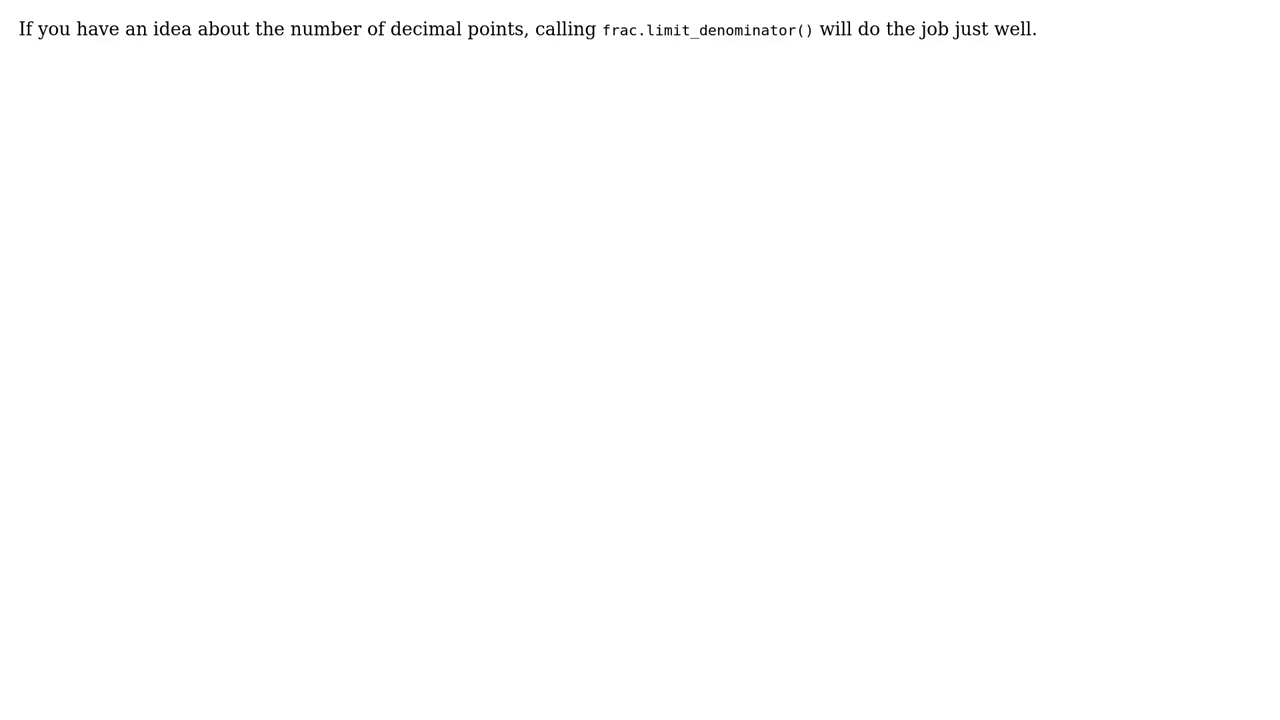 If you have an idea about the number of decimal points, calling frac.limit_denominator() will do the job just well.